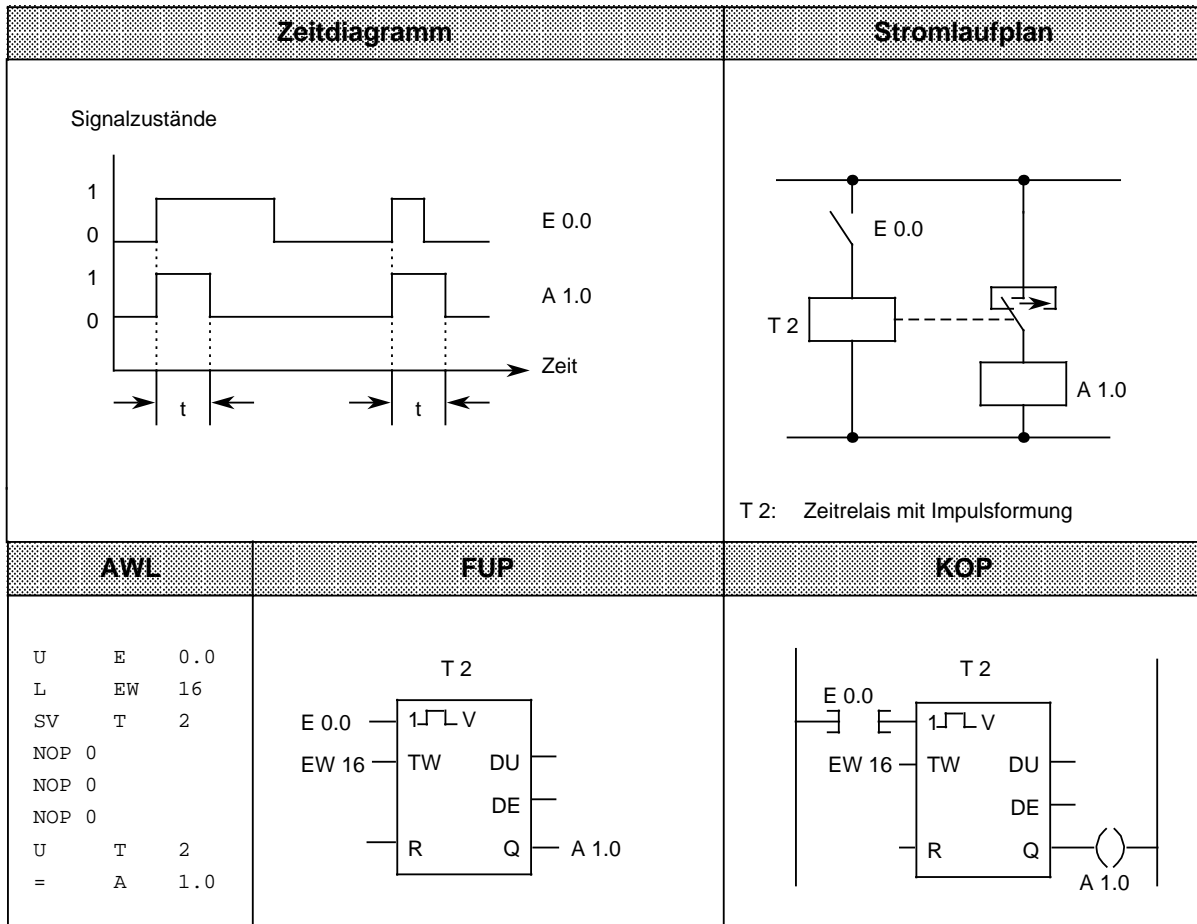 Zeitdiagramm
Stromlaufplan
Signalzustände
1
0
E 0.0
1
0
A 1.0
Zeit
t
t
E 0.0
T 2
A 1.0
T 2: Zeitrelais mit Impulsformung
AWL
FUP
KOP
U E 0.0
L EW 16
SV T 2
NOP 0
NOP 0
NOP 0
U T 2
= A 1.0
T 2
E 0.0
1 V
EW 16
TW DU
DE
R Q
A 1.0
T 2
E 0.0
1 V
EW 16
TW DU
DE
R Q
A 1.0